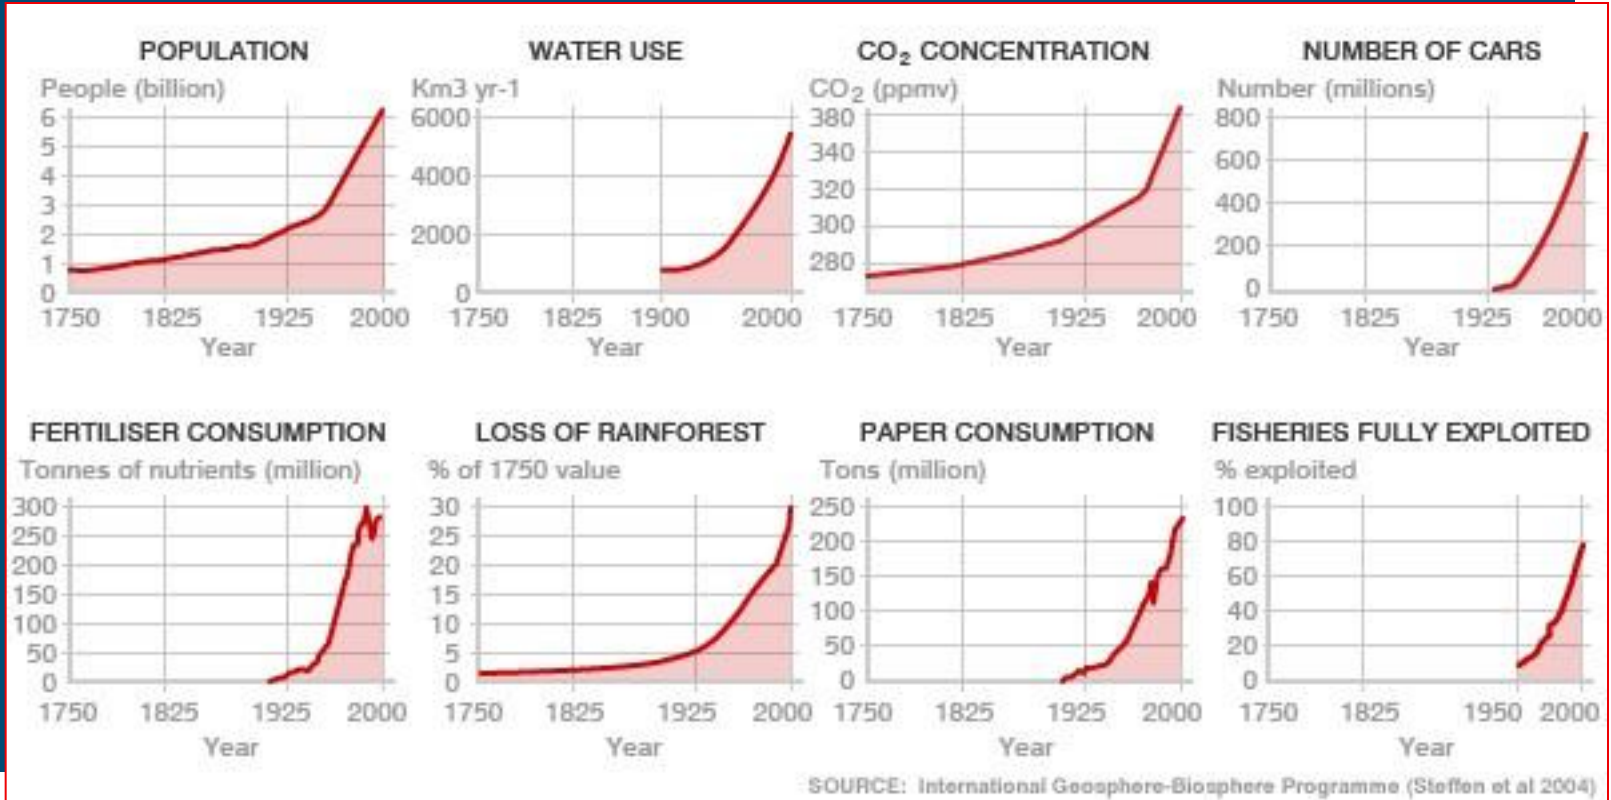 POPULATION
People (billion)
6
5
4
3
2
1
0
1750 1825 1925 2000
Year
WATER USE
Km3 yr-1
6000
4000
2000
0
1750 1825 1900 2000
Year
CO₂ CONCENTRATION
CO₂ (ppmv)
380
340
320
300
280
1750 1825 1925 2000
Year
NUMBER OF CARS
Number (millions)
800
600
400
200
0
1750 1825 1925 2000
Year
FERTILISER CONSUMPTION
Tonnes of nutrients (million)
300
250
200
150
100
50
0
1750 1825 1925 2000
Year
LOSS OF RAINFOREST
% of 1750 value
30
25
20
15
10
5
0
1750 1825 1925 2000
Year
PAPER CONSUMPTION
Tons (million)
250
200
150
100
50
0
1750 1825 1925 2000
Year
FISHERIES FULLY EXPLOITED
% exploited
100
80
60
40
20
0
1750 1825 1950 2000
Year
SOURCE: International Geosphere-Biosphere Programme (Steffen et al 2004)